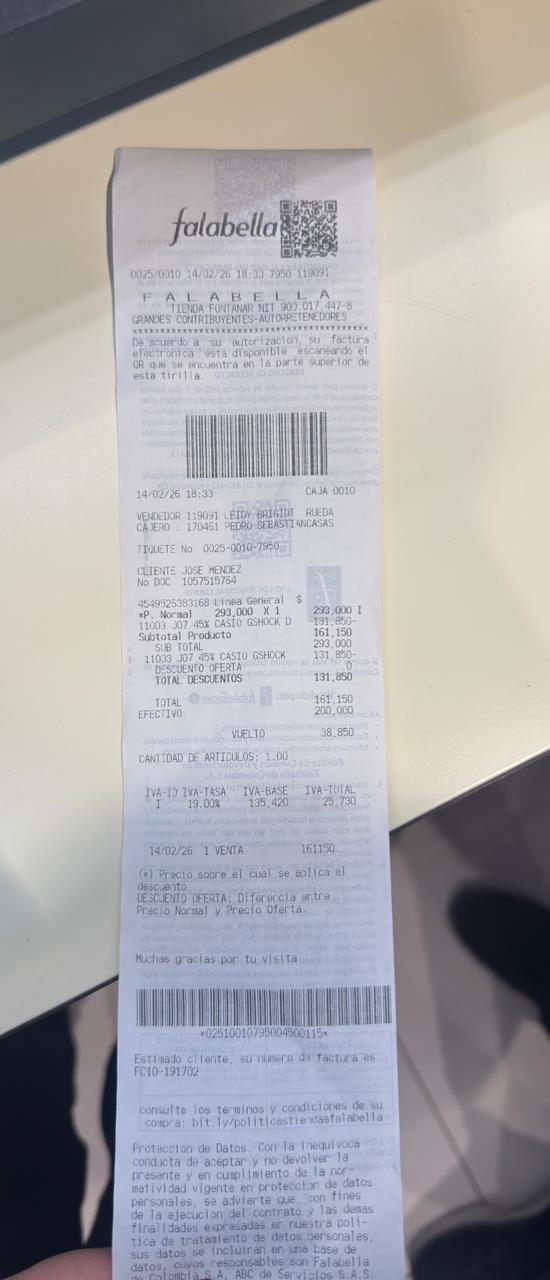 falabella
0025/0010 14/02/26 18:33 7950 119091
F A L A B E L L A
TIENDA FONTANAR NIT 900.017.447-8
GRANDES CONTRIBUYENTES-AUTORRETENEDORES
****************************************
De acuerdo a su autorizacion, su factura
electronica esta disponible escaneando el
QR que se encuentra en la parte superior de
esta tirilla.
14/02/26 18:33 CAJA 0010
VENDEDOR 119091 LEIDY BRIGIDT RUEDA
CAJERO : 170461 PEDRO SEBASTIANCASAS
TIQUETE No. 0025-0010-7950
CLIENTE JOSE MENDEZ
No DOC 1057515764
4549526383168 Linea General $
*P. Normal 293,000 X 1 293,000 I
11003 J07 45% CASIO GSHOCK D 131,850-
Subtotal Producto 161,150
SUB TOTAL 293,000
11003 J07 45% CASIO GSHOCK 131,850-
DESCUENTO OFERTA 0
TOTAL DESCUENTOS 131,850
TOTAL 161,150
EFECTIVO 200,000
VUELTO 38,850
CANTIDAD DE ARTICULOS: 1.00
IVA-ID IVA-TASA IVA-BASE IVA-TOTAL
I 19.00% 135,420 25,730
14/02/26 1 VENTA 161150
(*) Precio sobre el cual se aplica el
descuento
DESCUENTO OFERTA: Diferencia entre
Precio Normal y Precio Oferta.
Muchas gracias por tu visita
*02510010795004500115*
Estimado cliente, su numero de factura es
FC10-191702
consulte los terminos y condiciones de su
compra: bit.ly/politicastiendasfalabella
Proteccion de Datos. Con la inequivoca
conducta de aceptar y no devolver la
presente y en cumplimiento de la nor-
matividad vigente en proteccion de datos
personales, se advierte que, con fines
de la ejecucion del contrato y las demas
finalidades expresadas en nuestra poli-
tica de tratamiento de datos personales,
sus datos se incluiran en una base de
datos, cuyos responsables son Falabella
de Colombia S.A, ABC de Servicios S.A.S.